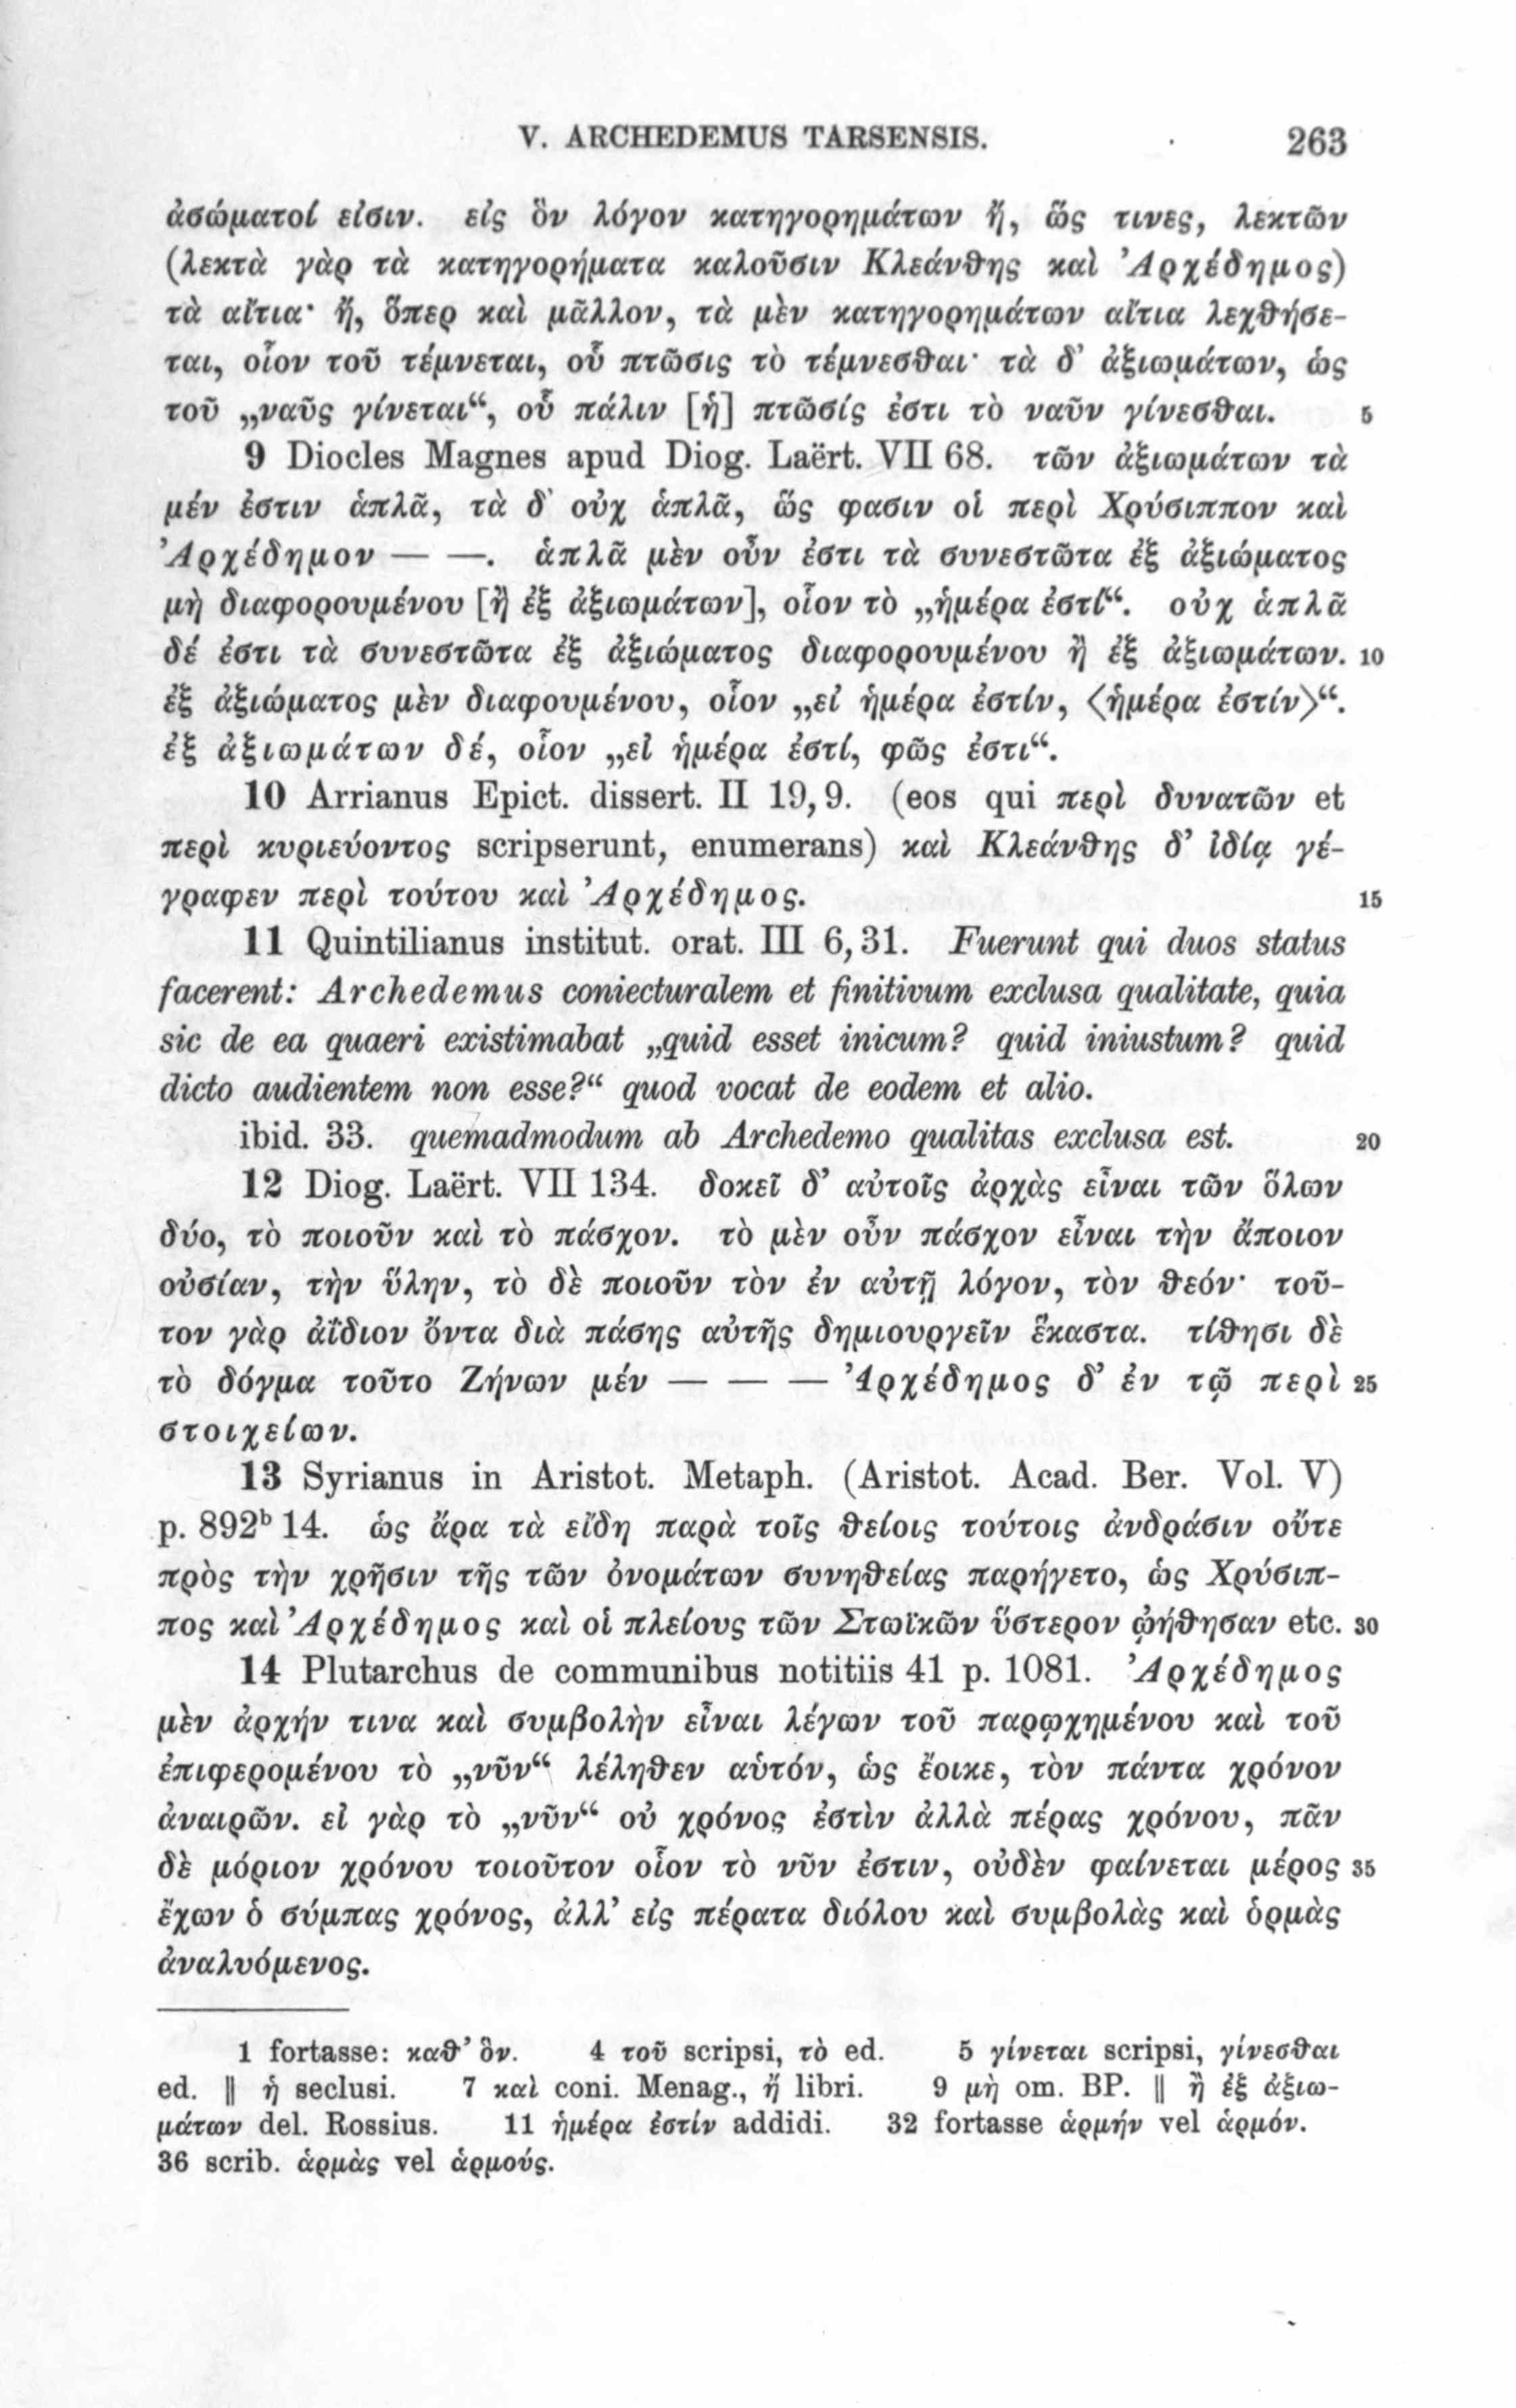 V. ARCHEDEMUS TARSENSIS. 263
ἀσώματοί εἰσιν. εἰς ὃν λόγον κατηγορημάτων ἤ, ὥς τινες, λεκτῶν
(λεκτὰ γὰρ τὰ κατηγορήματα καλοῦσιν Κλεάνθης καὶ Ἀρχέδημος)
τὰ αἴτια· ἤ, ὅπερ καὶ μᾶλλον, τὰ μὲν κατηγορημάτων αἴτια λεχθήσε-
ται, οἷον τοῦ τέμνεται, οὗ πτῶσις τὸ τέμνεσθαι· τὰ δ’ ἀξιωμάτων, ὡς
τοῦ „ναῦς γίνεται“, οὗ πάλιν [ἡ] πτῶσίς ἐστι τὸ ναῦν γίνεσθαι. 5
9 Diocles Magnes apud Diog. Laërt. VII 68. τῶν ἀξιωμάτων τὰ
μέν ἐστιν ἁπλᾶ, τὰ δ’ οὐχ ἁπλᾶ, ὥς φασιν οἱ περὶ Χρύσιππον καὶ
Ἀρχέδημον — —. ἁπλᾶ μὲν οὖν ἐστι τὰ συνεστῶτα ἐξ ἀξιώματος
μὴ διαφορουμένου [ἢ ἐξ ἀξιωμάτων], οἷον τὸ „ἡμέρα ἐστί“. οὐχ ἁπλᾶ
δέ ἐστι τὰ συνεστῶτα ἐξ ἀξιώματος διαφορουμένου ἢ ἐξ ἀξιωμάτων. 10
ἐξ ἀξιώματος μὲν διαφουμένου, οἷον „εἰ ἡμέρα ἐστίν, ⟨ἡμέρα ἐστίν⟩“.
ἐξ ἀξιωμάτων δέ, οἷον „εἰ ἡμέρα ἐστί, φῶς ἐστι“.
10 Arrianus Epict. dissert. II 19, 9. (eos qui περὶ δυνατῶν et
περὶ κυριεύοντος scripserunt, enumerans) καὶ Κλεάνθης δ’ ἰδίᾳ γέ-
γραφεν περὶ τούτου καὶ Ἀρχέδημος. 15
11 Quintilianus institut. orat. III 6, 31. Fuerunt qui duos status
facerent: Archedemus coniecturalem et finitivum exclusa qualitate, quia
sic de ea quaeri existimabat „quid esset inicum? quid iniustum? quid
dicto audientem non esse?“ quod vocat de eodem et alio.
ibid. 33. quemadmodum ab Archedemo qualitas exclusa est. 20
12 Diog. Laërt. VII 134. δοκεῖ δ’ αὐτοῖς ἀρχὰς εἶναι τῶν ὅλων
δύο, τὸ ποιοῦν καὶ τὸ πάσχον. τὸ μὲν οὖν πάσχον εἶναι τὴν ἄποιον
οὐσίαν, τὴν ὕλην, τὸ δὲ ποιοῦν τὸν ἐν αὐτῇ λόγον, τὸν θεόν· τοῦ-
τον γὰρ ἀΐδιον ὄντα διὰ πάσης αὐτῆς δημιουργεῖν ἕκαστα. τίθησι δὲ
τὸ δόγμα τοῦτο Ζήνων μέν — — — Ἀρχέδημος δ’ ἐν τῷ περὶ 25
στοιχείων.
13 Syrianus in Aristot. Metaph. (Aristot. Acad. Ber. Vol. V)
p. 892ᵇ 14. ὡς ἄρα τὰ εἴδη παρὰ τοῖς θείοις τούτοις ἀνδράσιν οὔτε
πρὸς τὴν χρῆσιν τῆς τῶν ὀνομάτων συνηθείας παρήγετο, ὡς Χρύσιπ-
πος καὶ Ἀρχέδημος καὶ οἱ πλείους τῶν Στωϊκῶν ὕστερον ᾠήθησαν etc. 30
14 Plutarchus de communibus notitiis 41 p. 1081. Ἀρχέδημος
μὲν ἀρχήν τινα καὶ συμβολὴν εἶναι λέγων τοῦ παρῳχημένου καὶ τοῦ
ἐπιφερομένου τὸ „νῦν“ λέληθεν αὑτόν, ὡς ἔοικε, τὸν πάντα χρόνον
ἀναιρῶν. εἰ γὰρ τὸ „νῦν“ οὐ χρόνος ἐστὶν ἀλλὰ πέρας χρόνου, πᾶν
δὲ μόριον χρόνου τοιοῦτον οἷον τὸ νῦν ἐστιν, οὐδὲν φαίνεται μέρος 35
ἔχων ὁ σύμπας χρόνος, ἀλλ’ εἰς πέρατα διόλου καὶ συμβολὰς καὶ ὁρμὰς
ἀναλυόμενος.
1 fortasse: καθ’ ὃν. 4 τοῦ scripsi, τὸ ed. 5 γίνεται scripsi, γίνεσθαι
ed. || ἡ seclusi. 7 καὶ coni. Menag., ἢ libri. 9 μὴ om. BP. || ἢ ἐξ ἀξιω-
μάτων del. Rossius. 11 ἡμέρα ἐστίν addidi. 32 fortasse ἁρμήν vel ἁρμόν.
36 scrib. ἁρμὰς vel ἁρμούς.